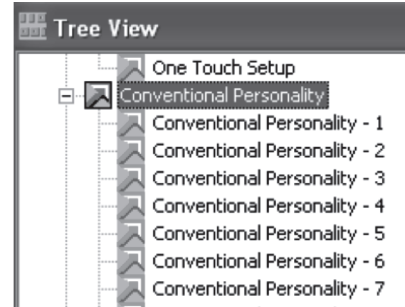 Tree View
One Touch Setup
Conventional Personality
Conventional Personality - 1
Conventional Personality - 2
Conventional Personality - 3
Conventional Personality - 4
Conventional Personality - 5
Conventional Personality - 6
Conventional Personality - 7